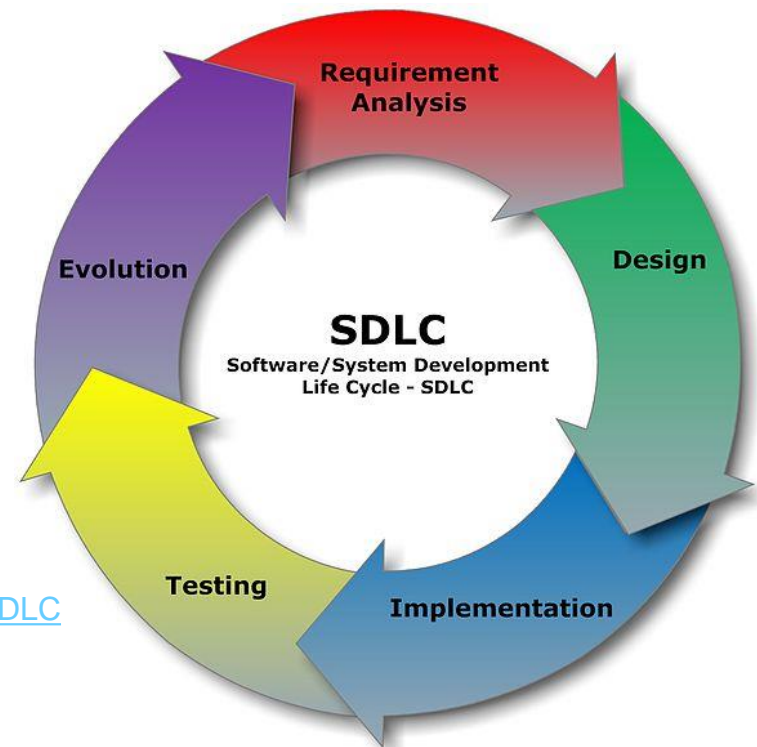 Requirement
Analysis
Design
Evolution
SDLC
Software/System Development
Life Cycle - SDLC
Testing
Implementation
DLC